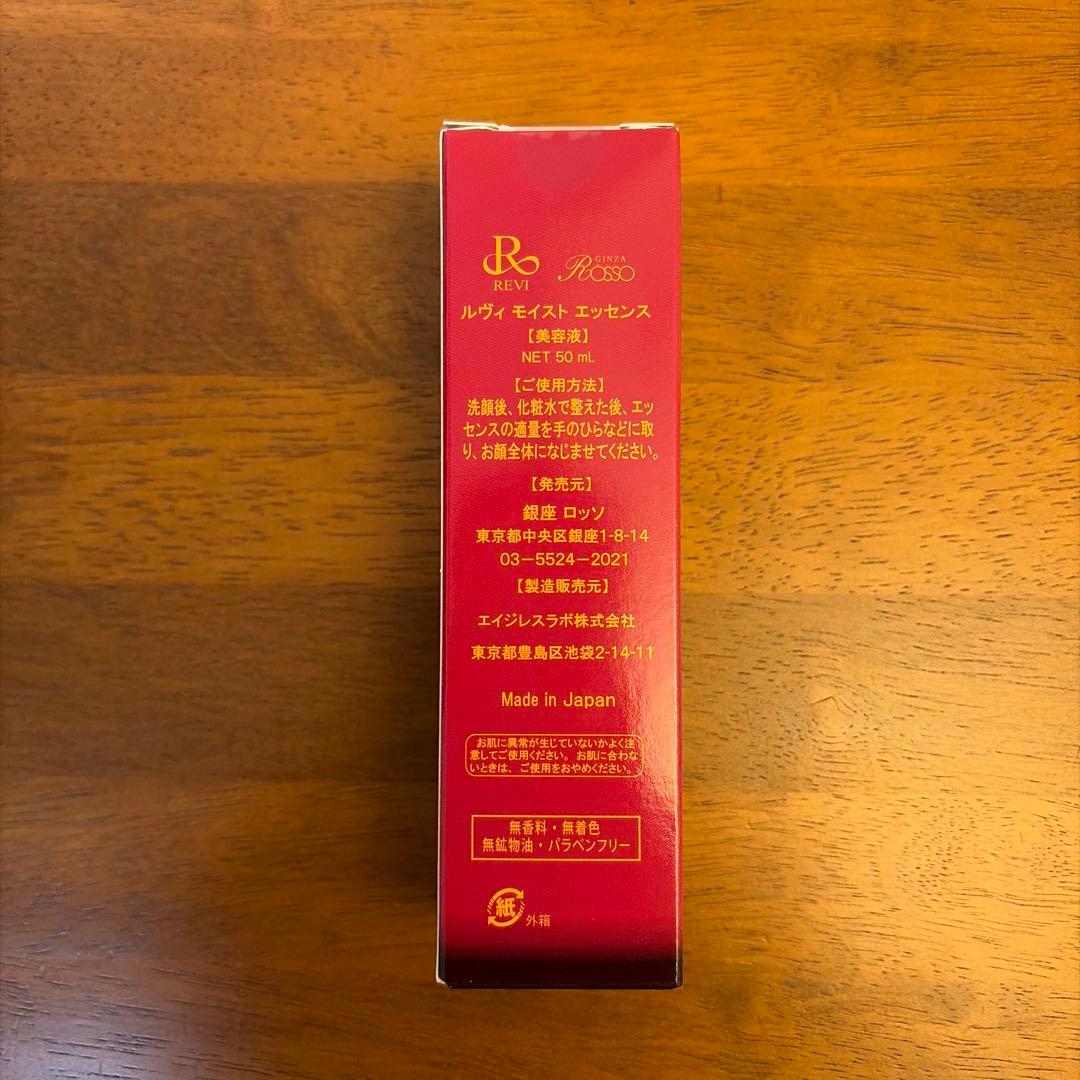 R
REVI
GINZA
Rosso
ルヴィ モイスト エッセンス
【美容液】
NET 50 mL
【ご使用方法】
洗顔後、化粧水で整えた後、エッ
センスの適量を手のひらなどに取
り、お顔全体になじませてください。
【発売元】
銀座 ロッソ
東京都中央区銀座1-8-14
03−5524−2021
【製造販売元】
エイジレスラボ株式会社
東京都豊島区池袋2-14-11
Made in Japan
お肌に異常が生じていないかよく注
意してご使用ください。お肌に合わな
いときは、ご使用をおやめください。
無香料・無着色
無鉱物油・パラベンフリー
紙
外箱